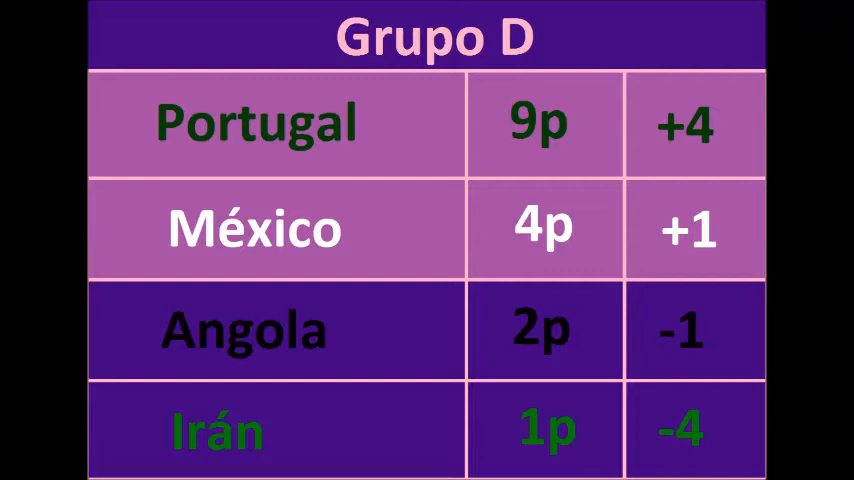 Grupo D
Portugal 9p +4
México 4p +1
Angola 2p -1
Irán 1p -4